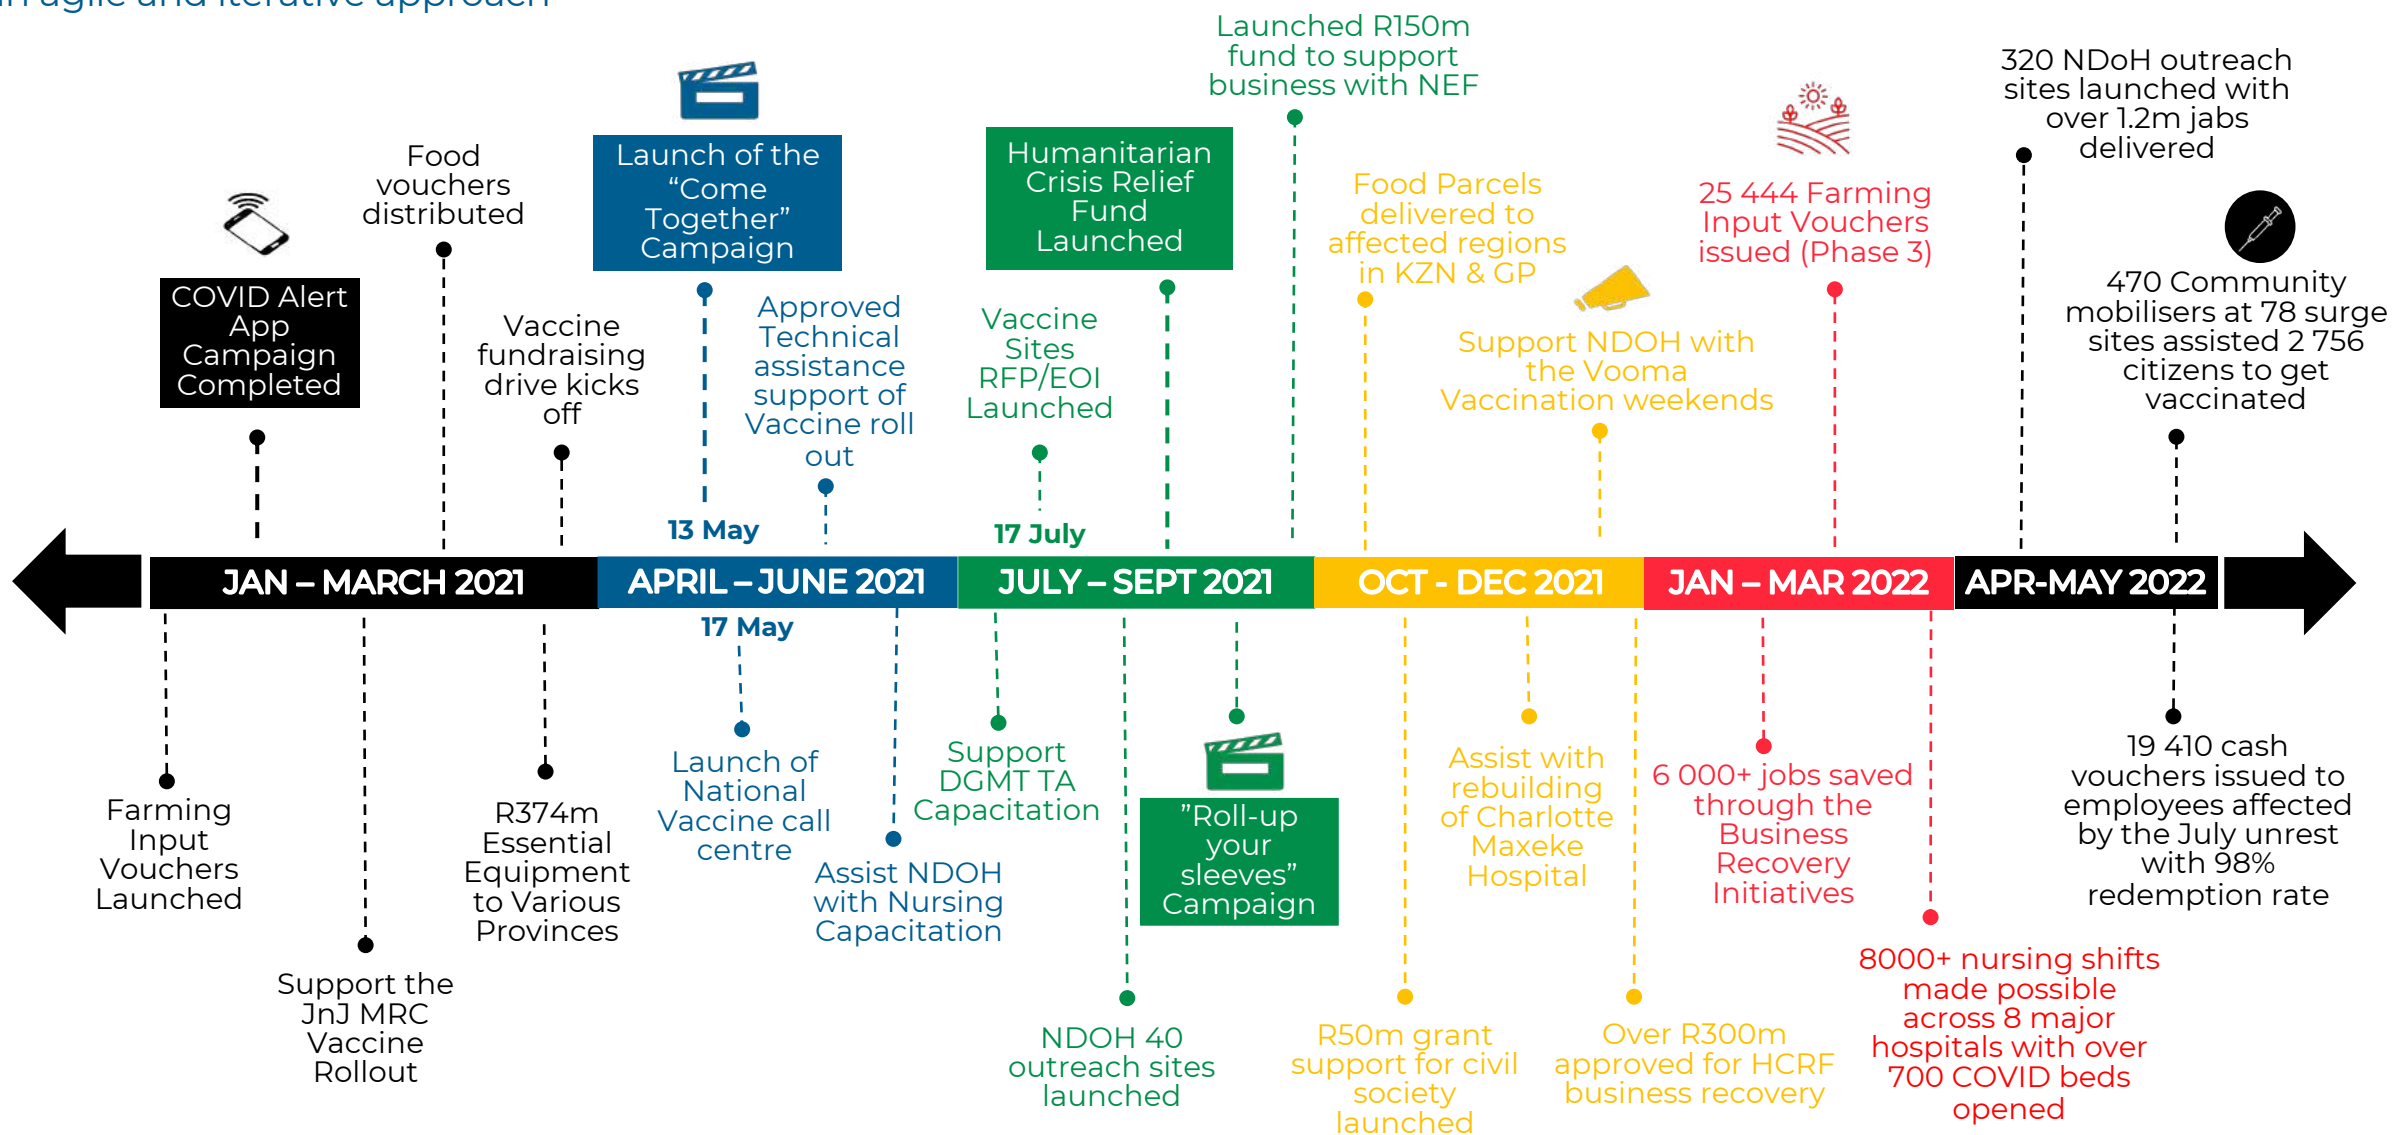 an agile and iterative approach
COVID Alert
App
Campaign
Completed
Food
vouchers
distributed
Vaccine
fundraising
drive kicks
off
Launch of the
“Come
Together”
Campaign
Approved
Technical
assistance
support of
Vaccine roll
out
Vaccine
Sites
RFP/EOI
Launched
Humanitarian
Crisis Relief
Fund
Launched
Launched R150m
fund to support
business with NEF
Food Parcels
delivered to
affected regions
in KZN & GP
Support NDOH with
the Vooma
Vaccination weekends
25 444 Farming
Input Vouchers
issued (Phase 3)
320 NDoH outreach
sites launched with
over 1.2m jabs
delivered
470 Community
mobilisers at 78 surge
sites assisted 2 756
citizens to get
vaccinated
13 May
17 July
JAN – MARCH 2021
APRIL – JUNE 2021
JULY – SEPT 2021
OCT - DEC 2021
JAN – MAR 2022
APR-MAY 2022
17 May
Farming
Input
Vouchers
Launched
Support the
JnJ MRC
Vaccine
Rollout
R374m
Essential
Equipment
to Various
Provinces
Launch of
National
Vaccine call
centre
Assist NDOH
with Nursing
Capacitation
Support
DGMT TA
Capacitation
NDOH 40
outreach sites
launched
”Roll-up
your
sleeves”
Campaign
R50m grant
support for civil
society
launched
Assist with
rebuilding
of Charlotte
Maxeke
Hospital
Over R300m
approved for HCRF
business recovery
6 000+ jobs saved
through the
Business
Recovery
Initiatives
8000+ nursing shifts
made possible
across 8 major
hospitals with over
700 COVID beds
opened
19 410 cash
vouchers issued to
employees affected
by the July unrest
with 98%
redemption rate